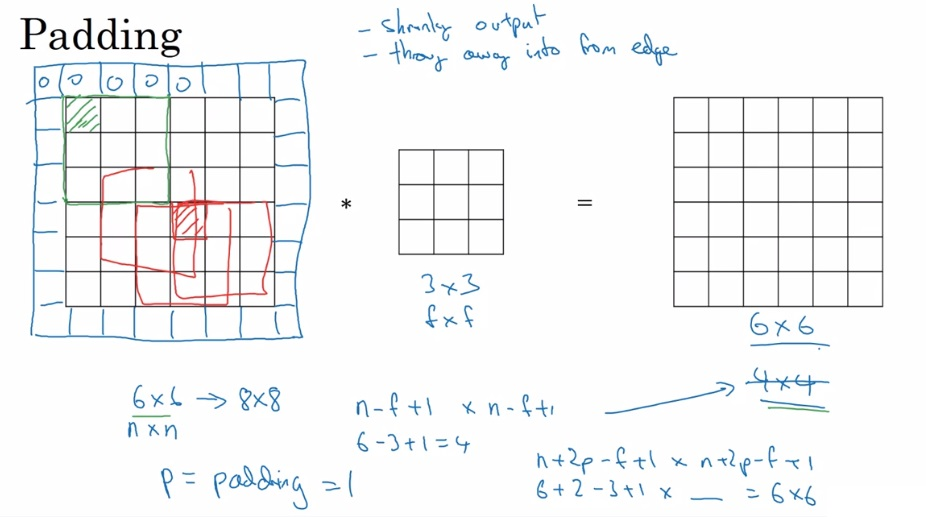 Padding
- shrinky output
- throw away info from edge
0 0 0 0 0
*
=
3×3
f×f
6×6
4×4
6×6 → 8×8
n×n
n-f+1 × n-f+1
6-3+1=4
p = padding = 1
n+2p-f+1 × n+2p-f+1
6+2-3+1 × __ = 6×6